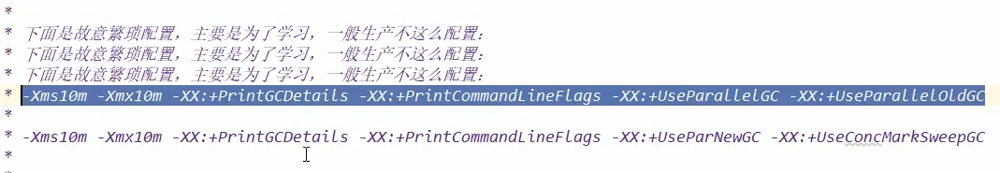 *
* 下面是故意繁琐配置，主要是为了学习，一般生产不这么配置：
* 下面是故意繁琐配置，主要是为了学习，一般生产不这么配置：
* 下面是故意繁琐配置，主要是为了学习，一般生产不这么配置：
* -Xms10m -Xmx10m -XX:+PrintGCDetails -XX:+PrintCommandLineFlags -XX:+UseParallelGC -XX:+UseParallelOldGC
*
* -Xms10m -Xmx10m -XX:+PrintGCDetails -XX:+PrintCommandLineFlags -XX:+UseParNewGC -XX:+UseConcMarkSweepGC
*
*